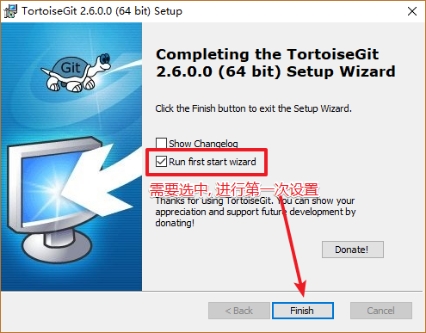 TortoiseGit 2.6.0.0 (64 bit) Setup
Git
Completing the TortoiseGit
2.6.0.0 (64 bit) Setup Wizard
Click the Finish button to exit the Setup Wizard.
Show Changelog
Run first start wizard
需要选中, 进行第一次设置
Thanks for using TortoiseGit. You can show your
appreciation and support future development by
donating!
Donate!
< Back
Finish
Cancel